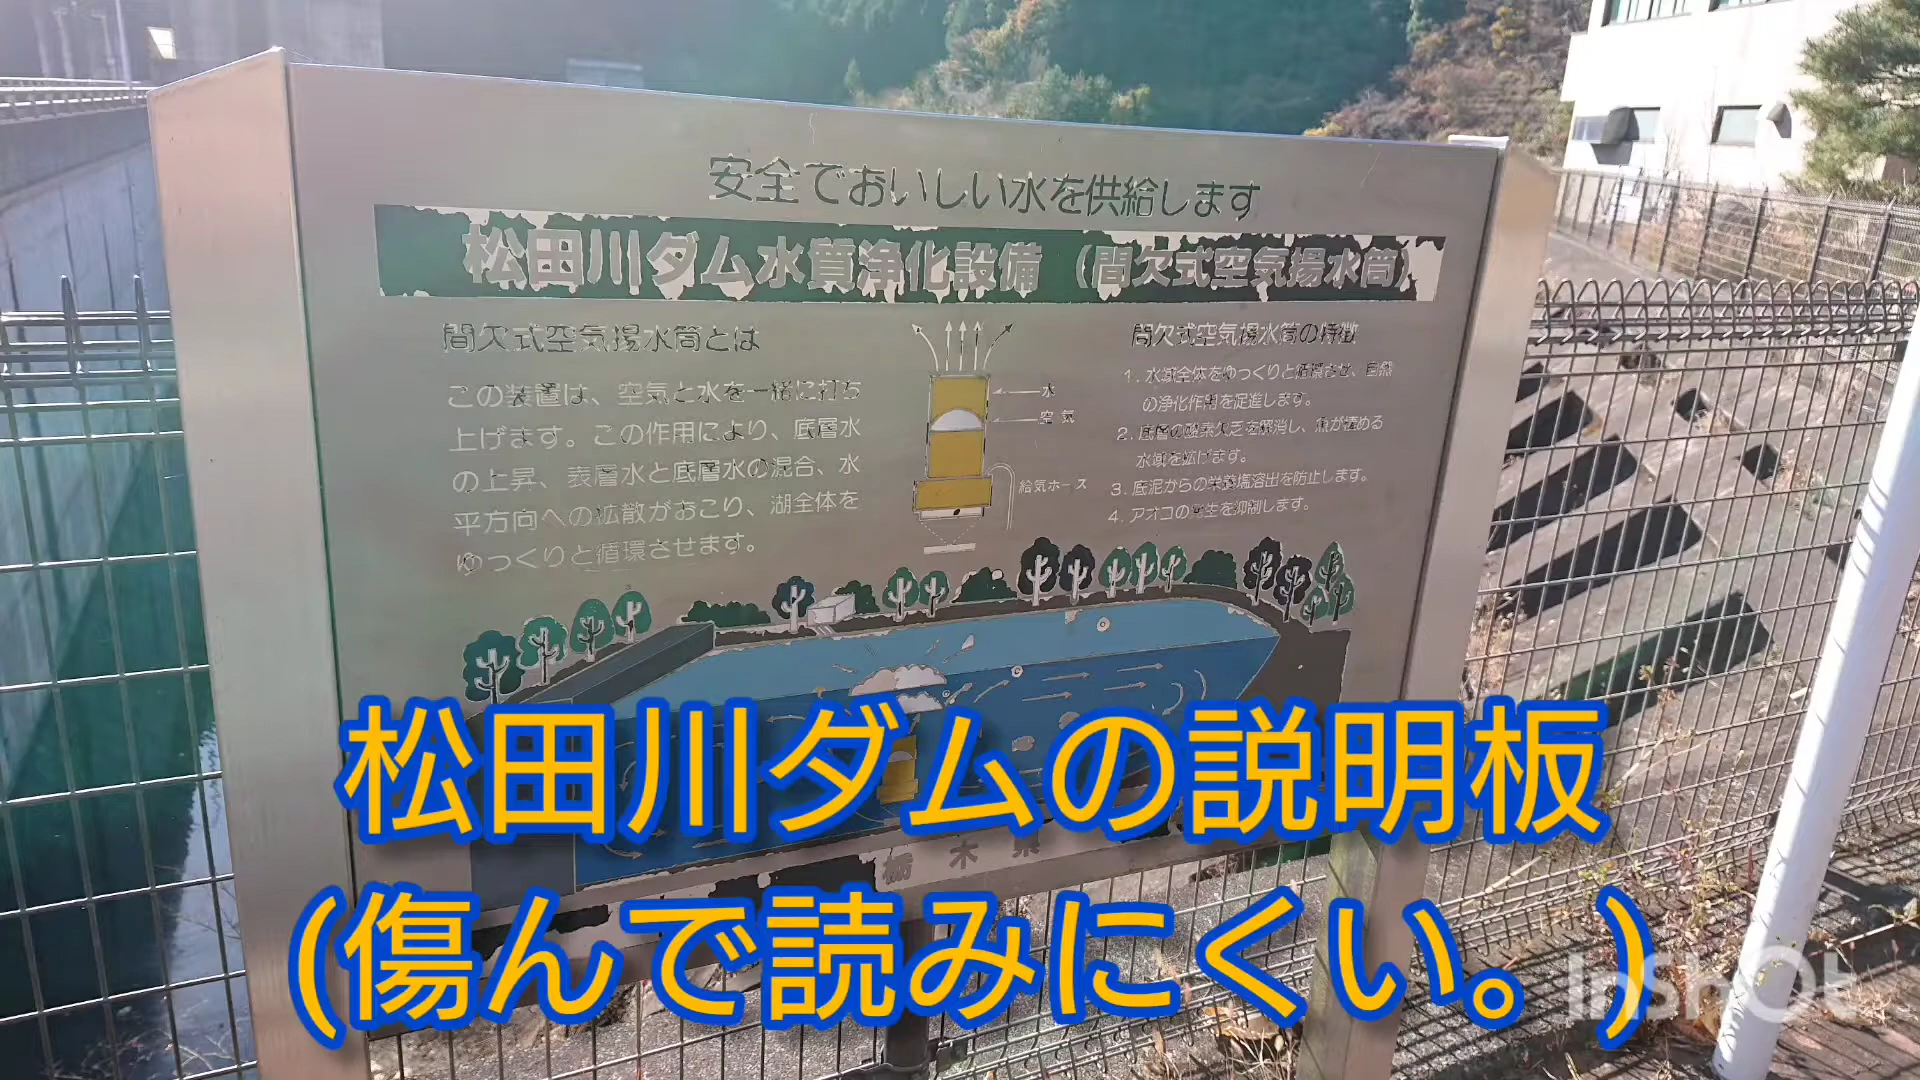 安全でおいしい水を供給します
松田川ダム水質浄化設備(間欠式空気揚水筒)
間欠式空気揚水筒とは
この装置は、空気と水を一緒に打ち
上げます。この作用により、底層水
の上昇、表層水と底層水の混合、水
平方向への拡散がおこり、湖全体を
ゆっくりと循環させます。
水
空気
給気ホース
間欠式空気揚水筒の特徴
1. 水域全体をゆっくりと循環させ、自然
の浄化作用を促進します。
2. 底層の酸素欠乏を解消し、魚が棲める
水域を拡げます。
3. 底泥からの栄養塩溶出を防止します。
4. アオコの発生を抑制します。
栃木県
松田川ダムの説明板
(傷んで読みにくい。)
InShOt